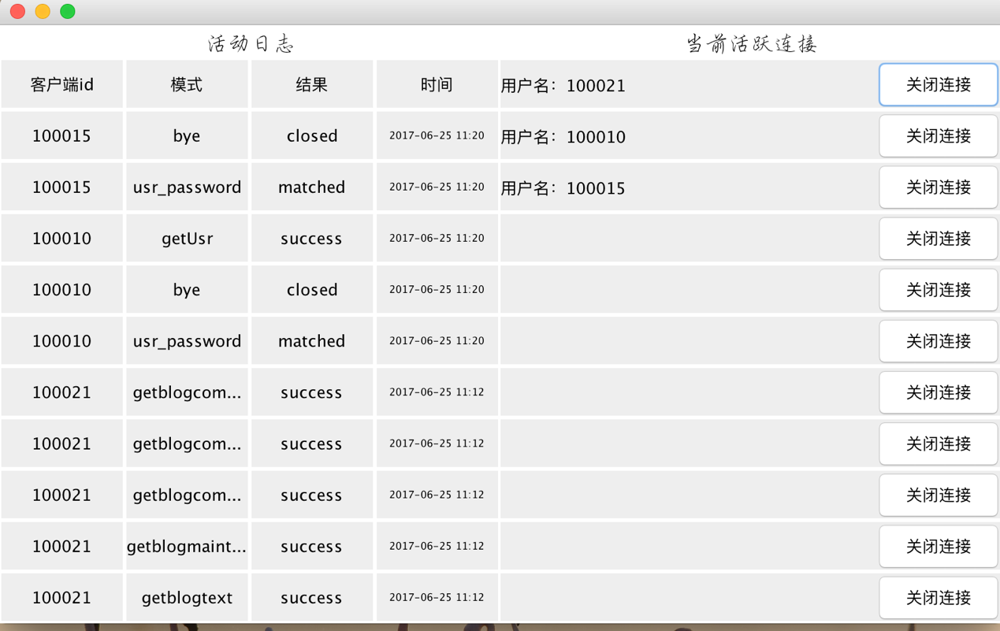 活动日志 当前活跃连接
客户端id 模式 结果 时间 用户名：100021 关闭连接
100015 bye closed 2017-06-25 11:20 用户名：100010 关闭连接
100015 usr_password matched 2017-06-25 11:20 用户名：100015 关闭连接
100010 getUsr success 2017-06-25 11:20 关闭连接
100010 bye closed 2017-06-25 11:20 关闭连接
100010 usr_password matched 2017-06-25 11:20 关闭连接
100021 getblogcom... success 2017-06-25 11:12 关闭连接
100021 getblogcom... success 2017-06-25 11:12 关闭连接
100021 getblogcom... success 2017-06-25 11:12 关闭连接
100021 getblogmaint... success 2017-06-25 11:12 关闭连接
100021 getblogtext success 2017-06-25 11:12 关闭连接